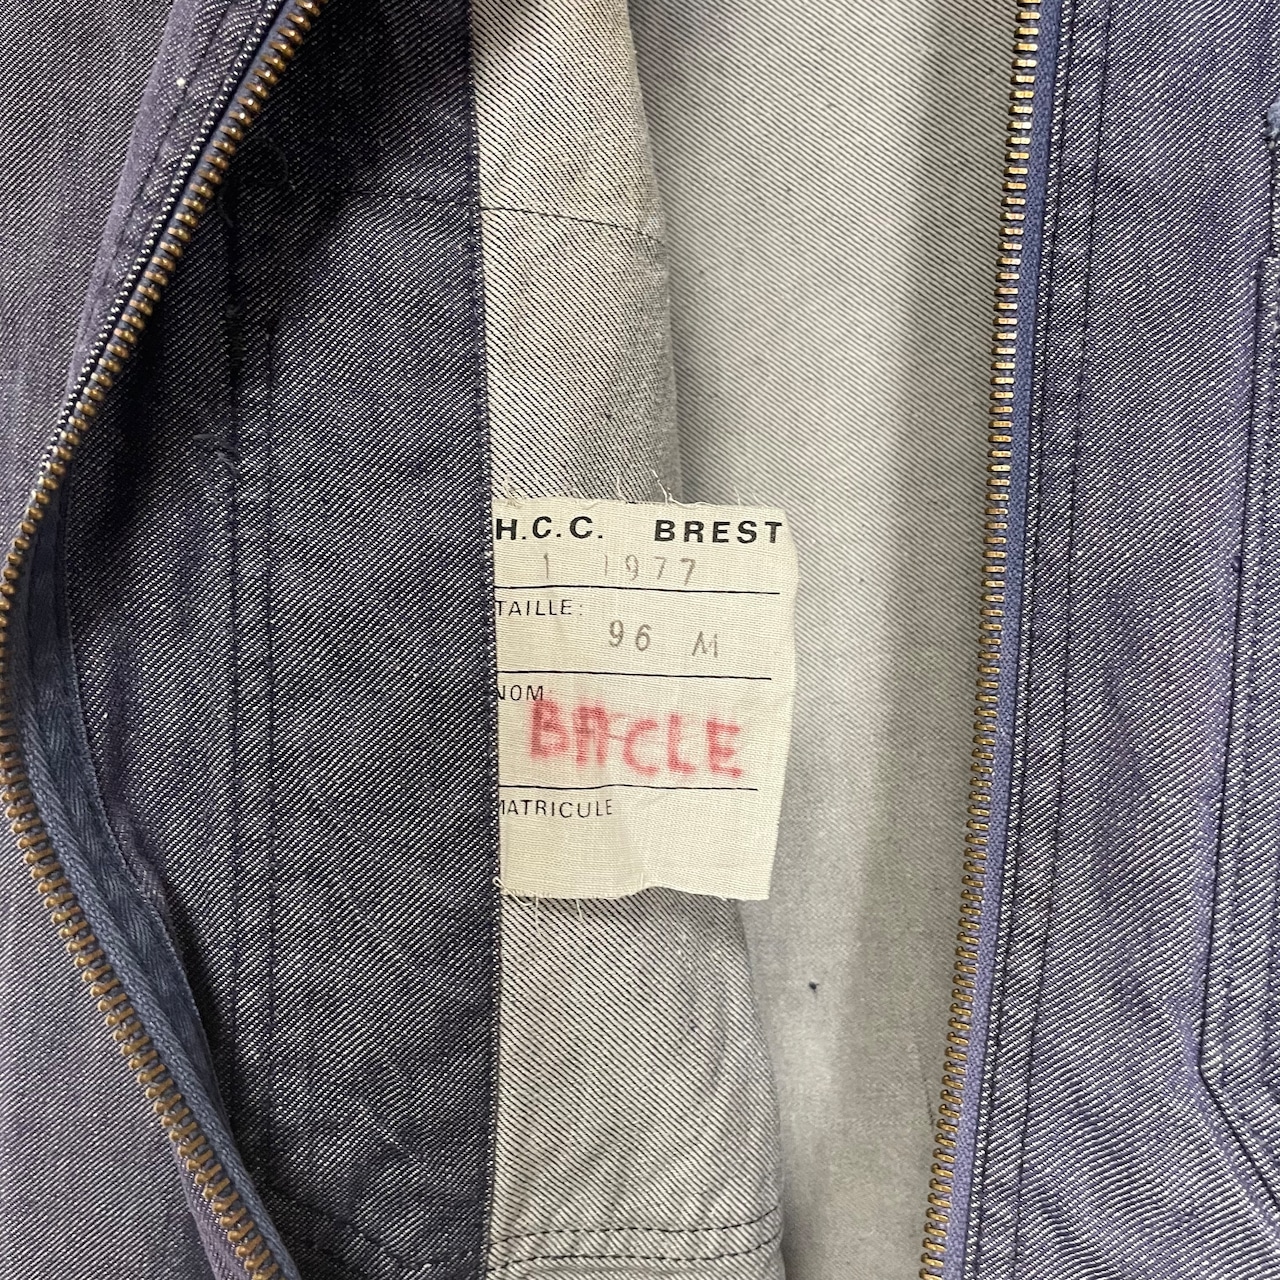 H.C.C. BREST
1 1977
TAILLE:
96 M
NOM
BACLE
MATRICULE